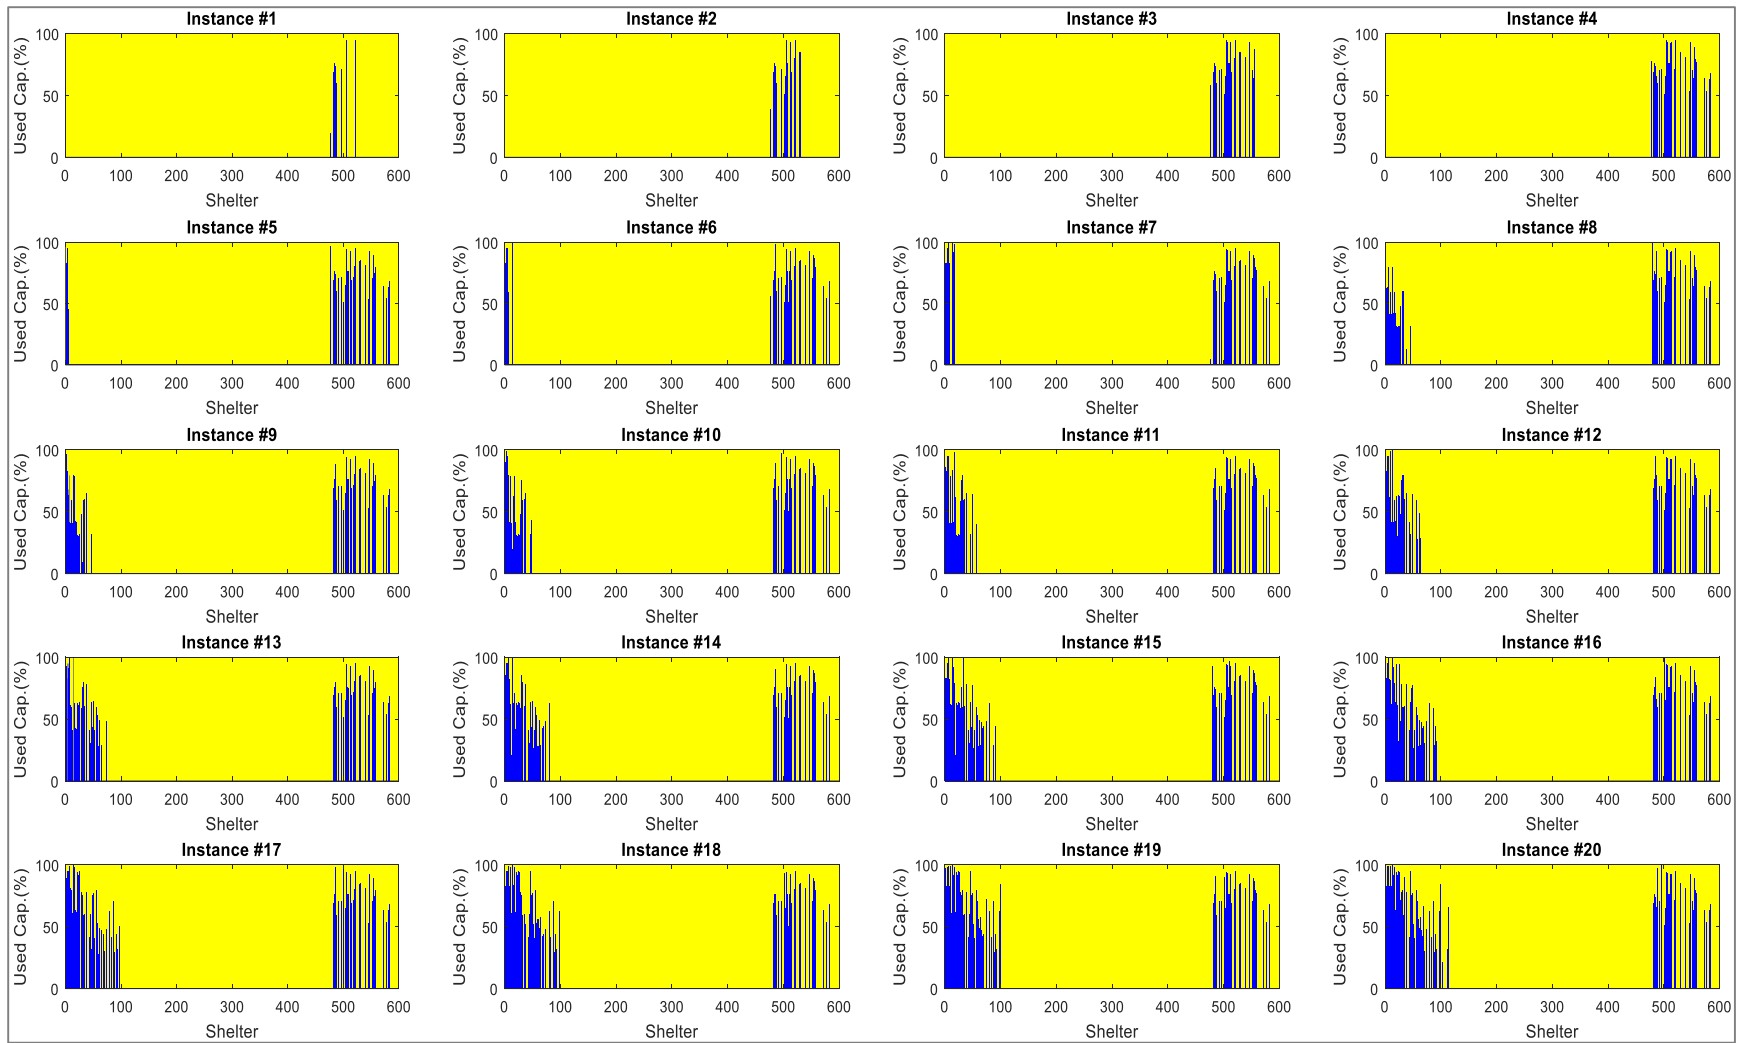 Instance #1 Instance #2 Instance #3 Instance #4
Used Cap.(%) Used Cap.(%) Used Cap.(%) Used Cap.(%)
100 100 100 100
50 50 50 50
0 0 0 0
0 100 200 300 400 500 600 0 100 200 300 400 500 600 0 100 200 300 400 500 600 0 100 200 300 400 500 600
Shelter Shelter Shelter Shelter
Instance #5 Instance #6 Instance #7 Instance #8
Used Cap.(%) Used Cap.(%) Used Cap.(%) Used Cap.(%)
100 100 100 100
50 50 50 50
0 0 0 0
0 100 200 300 400 500 600 0 100 200 300 400 500 600 0 100 200 300 400 500 600 0 100 200 300 400 500 600
Shelter Shelter Shelter Shelter
Instance #9 Instance #10 Instance #11 Instance #12
Used Cap.(%) Used Cap.(%) Used Cap.(%) Used Cap.(%)
100 100 100 100
50 50 50 50
0 0 0 0
0 100 200 300 400 500 600 0 100 200 300 400 500 600 0 100 200 300 400 500 600 0 100 200 300 400 500 600
Shelter Shelter Shelter Shelter
Instance #13 Instance #14 Instance #15 Instance #16
Used Cap.(%) Used Cap.(%) Used Cap.(%) Used Cap.(%)
100 100 100 100
50 50 50 50
0 0 0 0
0 100 200 300 400 500 600 0 100 200 300 400 500 600 0 100 200 300 400 500 600 0 100 200 300 400 500 600
Shelter Shelter Shelter Shelter
Instance #17 Instance #18 Instance #19 Instance #20
Used Cap.(%) Used Cap.(%) Used Cap.(%) Used Cap.(%)
100 100 100 100
50 50 50 50
0 0 0 0
0 100 200 300 400 500 600 0 100 200 300 400 500 600 0 100 200 300 400 500 600 0 100 200 300 400 500 600
Shelter Shelter Shelter Shelter